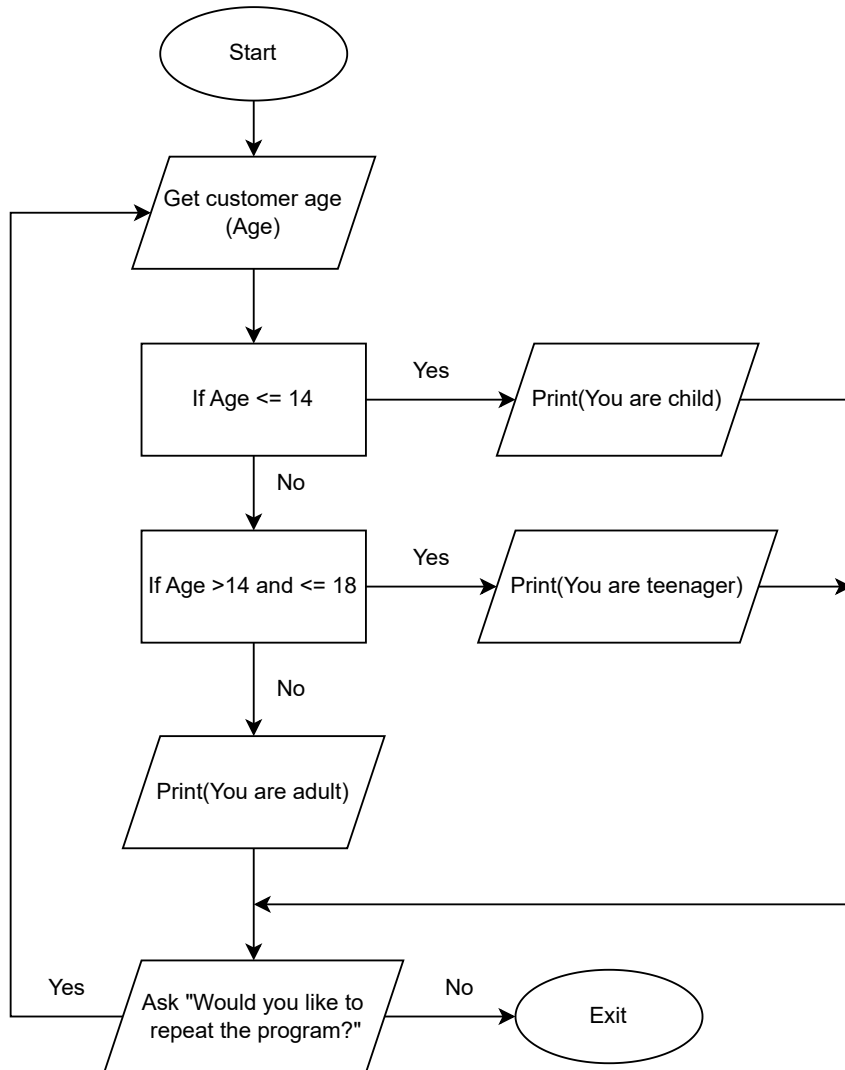 Start
Get customer age
(Age)
If Age <= 14
Yes
Print(You are child)
No
If Age >14 and <= 18
Yes
Print(You are teenager)
No
Print(You are adult)
Yes
Ask "Would you like to
repeat the program?"
No
Exit